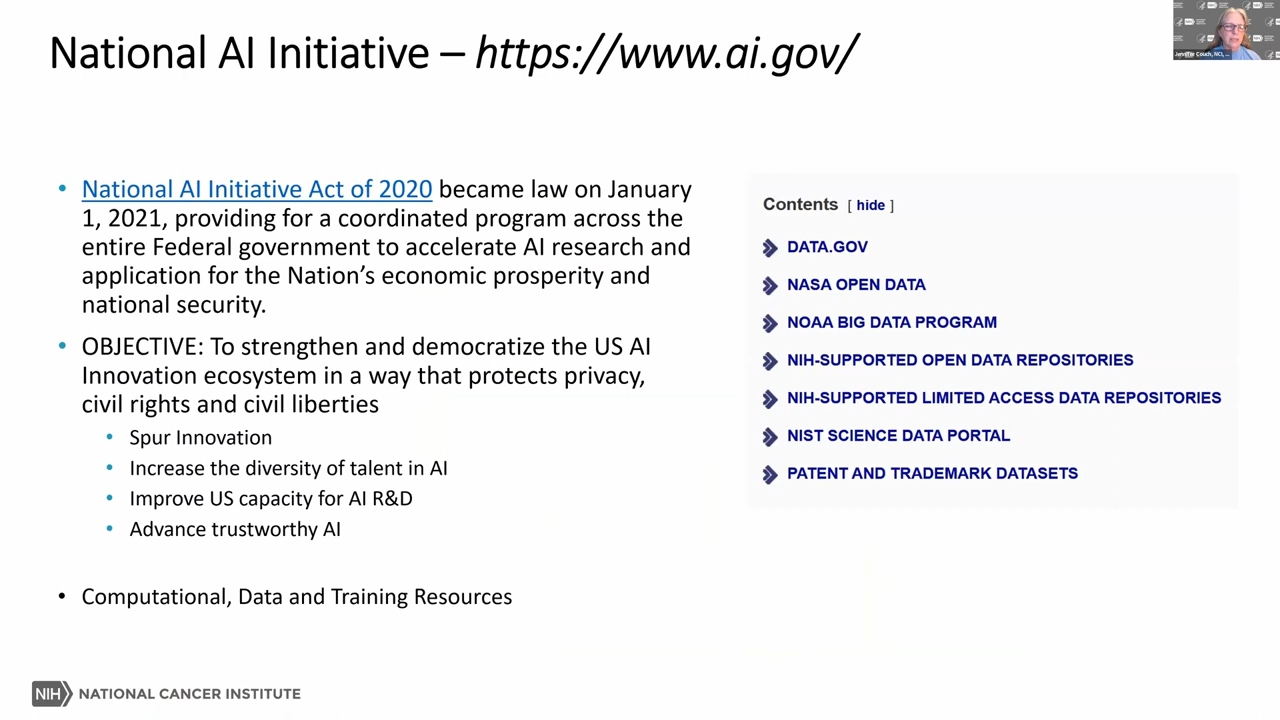 National AI Initiative – https://www.ai.gov/
Jennifer Couch, NCI, ...
• National AI Initiative Act of 2020 became law on January
1, 2021, providing for a coordinated program across the
entire Federal government to accelerate AI research and
application for the Nation’s economic prosperity and
national security.
• OBJECTIVE: To strengthen and democratize the US AI
Innovation ecosystem in a way that protects privacy,
civil rights and civil liberties
• Spur Innovation
• Increase the diversity of talent in AI
• Improve US capacity for AI R&D
• Advance trustworthy AI
• Computational, Data and Training Resources
Contents [ hide ]
DATA.GOV
NASA OPEN DATA
NOAA BIG DATA PROGRAM
NIH-SUPPORTED OPEN DATA REPOSITORIES
NIH-SUPPORTED LIMITED ACCESS DATA REPOSITORIES
NIST SCIENCE DATA PORTAL
PATENT AND TRADEMARK DATASETS
NIH NATIONAL CANCER INSTITUTE